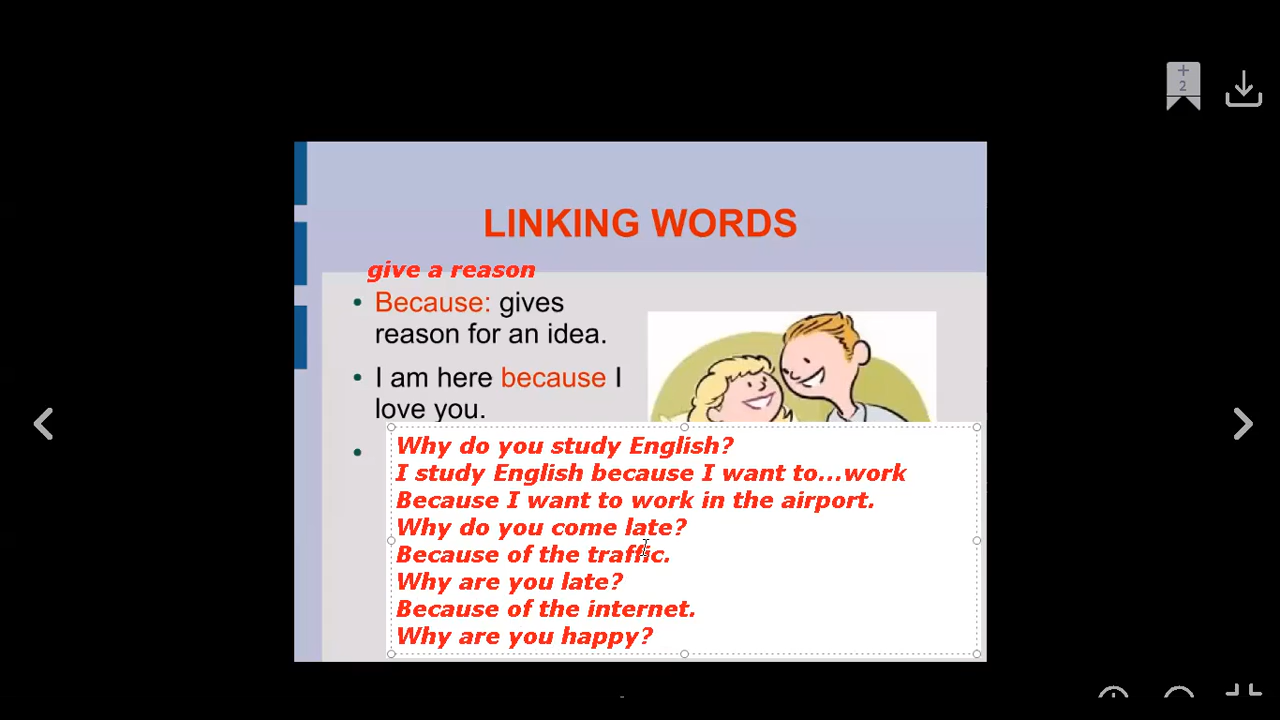 +
2
LINKING WORDS
give a reason
Because: gives
reason for an idea.
I am here because I
love you.
Why do you study English?
I study English because I want to...work
Because I want to work in the airport.
Why do you come late?
Because of the traffic.
Why are you late?
Because of the internet.
Why are you happy?